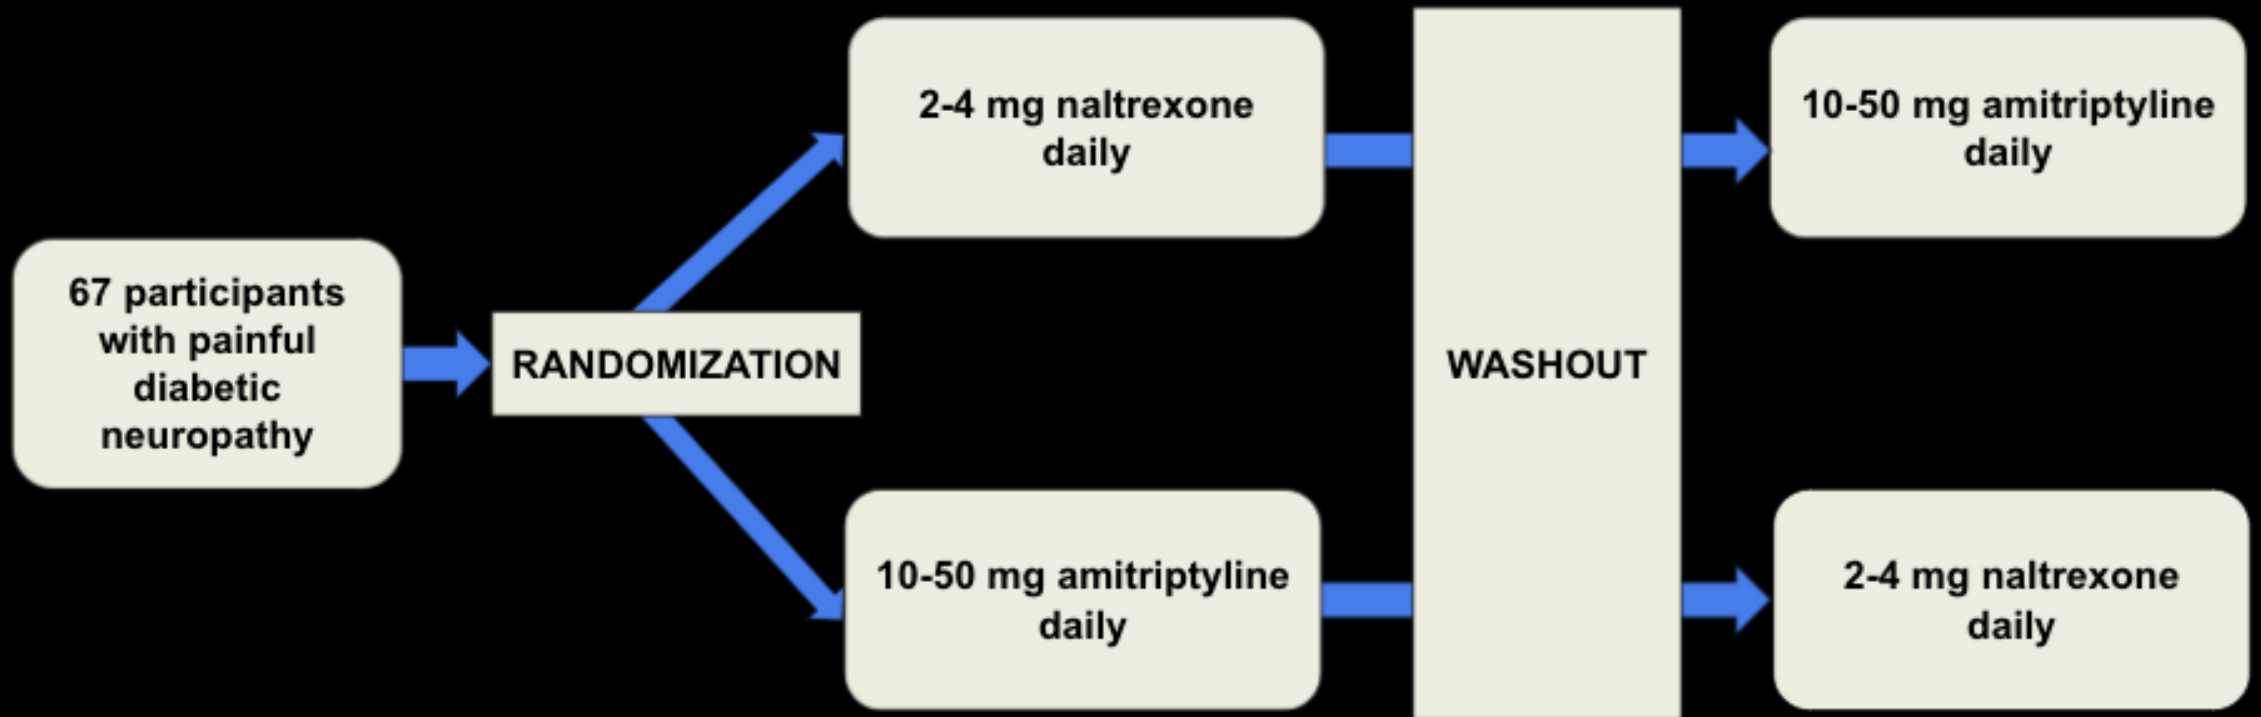 67 participants
with painful
diabetic
neuropathy
RANDOMIZATION
2-4 mg naltrexone
daily
10-50 mg amitriptyline
daily
WASHOUT
10-50 mg amitriptyline
daily
2-4 mg naltrexone
daily